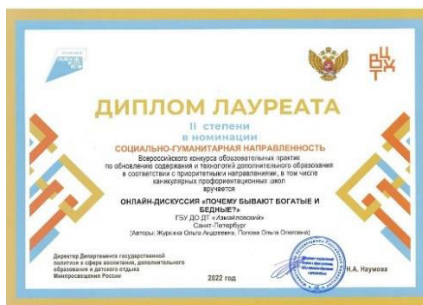 ДИПЛОМ ЛАУРЕАТА
II степени
в номинации
СОЦИАЛЬНО-ГУМАНИТАРНАЯ НАПРАВЛЕННОСТЬ
Всероссийского конкурса образовательных практик
по обновлению содержания и технологий дополнительного образования
в соответствии с приоритетными направлениями, в том числе
каникулярных профориентационных школ
вручается
ОНЛАЙН-ДИСКУССИЯ «ПОЧЕМУ БЫВАЮТ БОГАТЫЕ И
БЕДНЫЕ?»
ГБУ ДО ДТ «Измайловский»
Санкт-Петербург
(Авторы: Журкина Ольга Андреевна, Попова Ольга Олеговна)
Директор Департамента государственной
политики в сфере воспитания, дополнительного
образования и детского отдыха
Минпросвещения России
Н.А. Наумова
2022 год